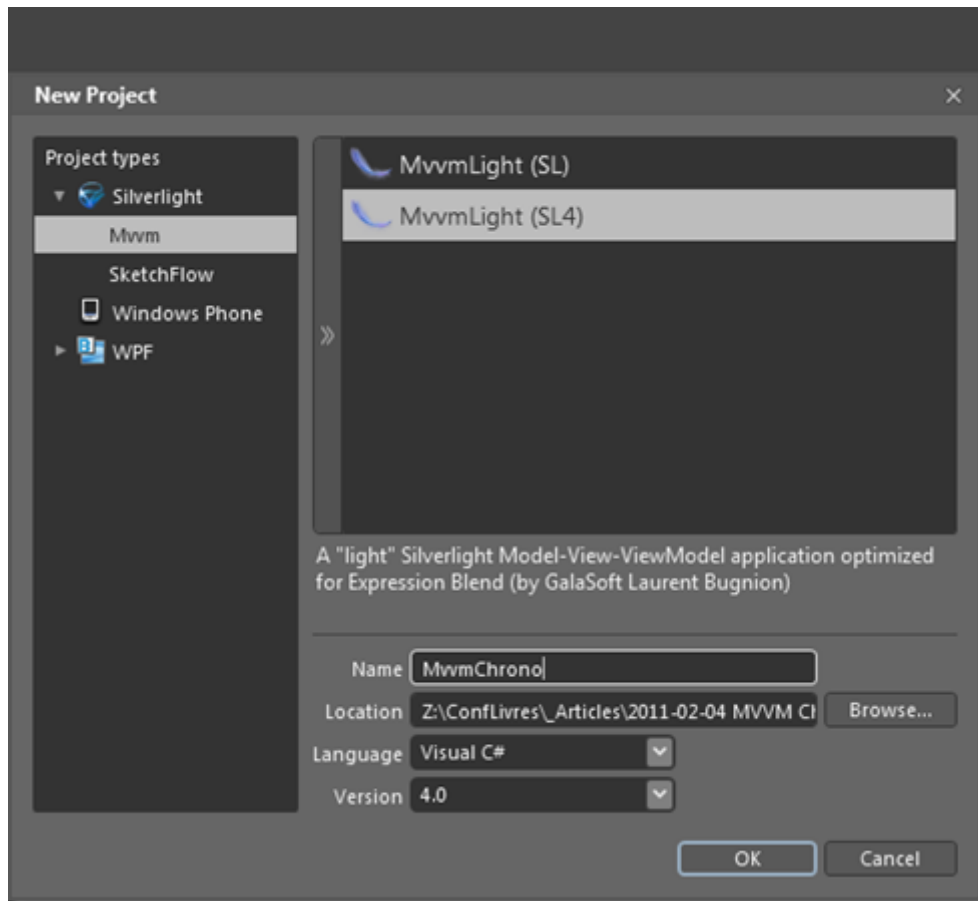 New Project
Project types
Silverlight
Mvvm
SketchFlow
Windows Phone
WPF
MvvmLight (SL)
MvvmLight (SL4)
A "light" Silverlight Model-View-ViewModel application optimized
for Expression Blend (by GalaSoft Laurent Bugnion)
Name MvvmChrono
Location Z:\ConfLivres\_Articles\2011-02-04 MVVM Ch Browse...
Language Visual C#
Version 4.0
OK Cancel